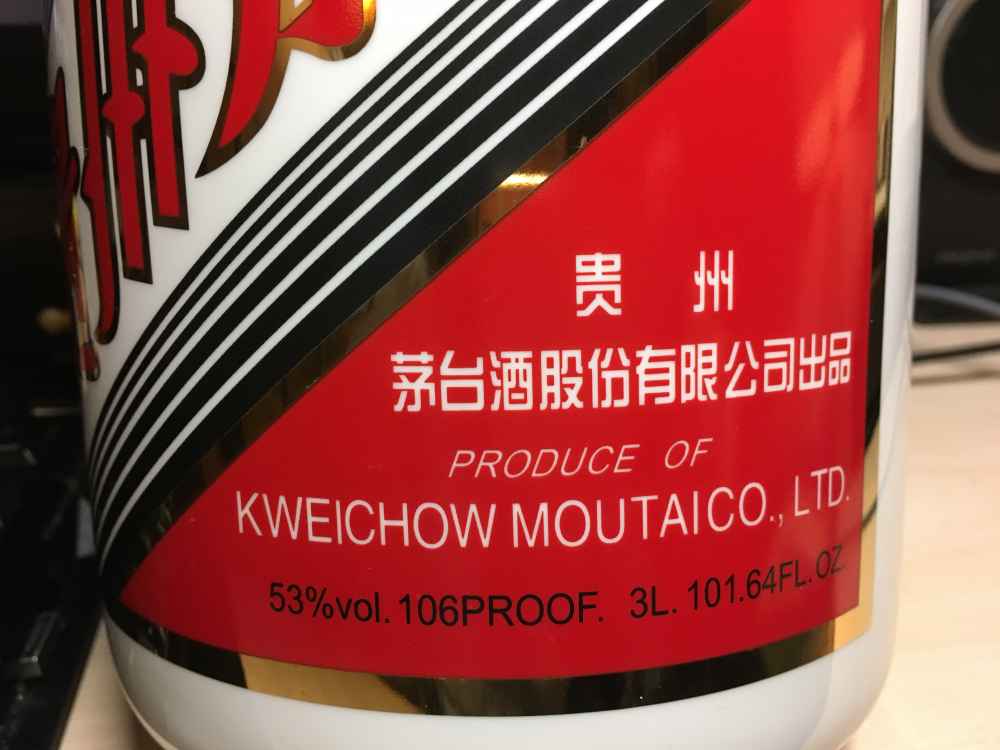 贵 州
茅台酒股份有限公司出品
PRODUCE OF
KWEICHOW MOUTAI CO., LTD.
53%vol. 106PROOF. 3L. 101.64FL.OZ.